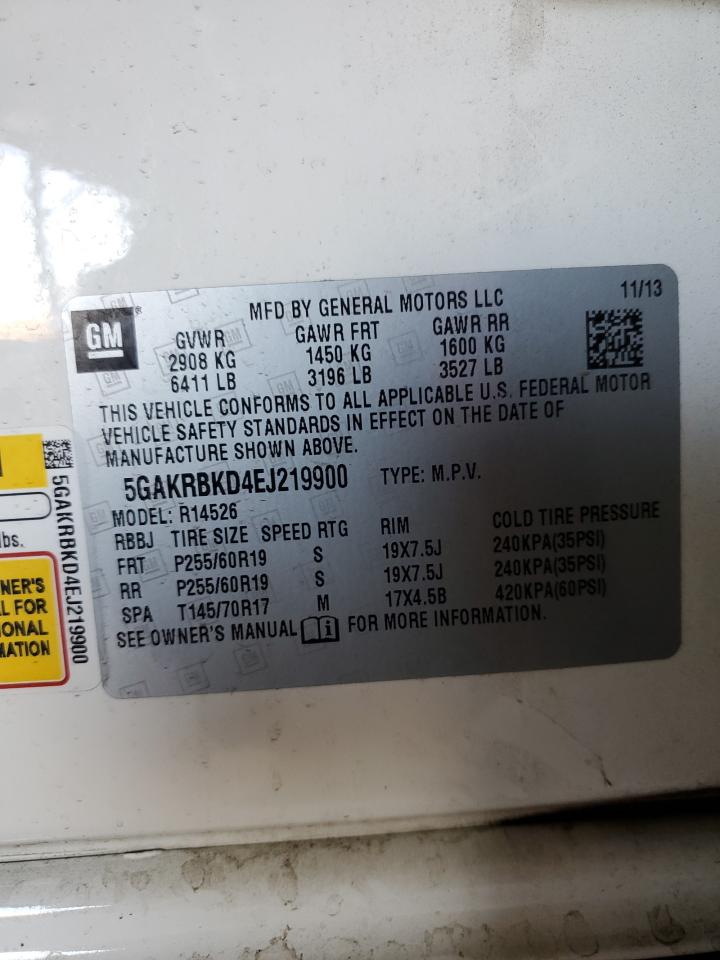 MFD BY GENERAL MOTORS LLC 11/13
GM
GVWR GAWR FRT GAWR RR
2908 KG 1450 KG 1600 KG
6411 LB 3196 LB 3527 LB
THIS VEHICLE CONFORMS TO ALL APPLICABLE U.S. FEDERAL MOTOR
VEHICLE SAFETY STANDARDS IN EFFECT ON THE DATE OF
MANUFACTURE SHOWN ABOVE.
5GAKRBKD4EJ219900 TYPE: M.P.V.
MODEL: R14526
RBBJ TIRE SIZE SPEED RTG RIM COLD TIRE PRESSURE
FRT P255/60R19 S 19X7.5J 240KPA(35PSI)
RR P255/60R19 S 19X7.5J 240KPA(35PSI)
SPA T145/70R17 M 17X4.5B 420KPA(60PSI)
SEE OWNER'S MANUAL FOR MORE INFORMATION.
5GAKRBKD4EJ219900
lbs.
NER'S
L FOR
IONAL
MATION